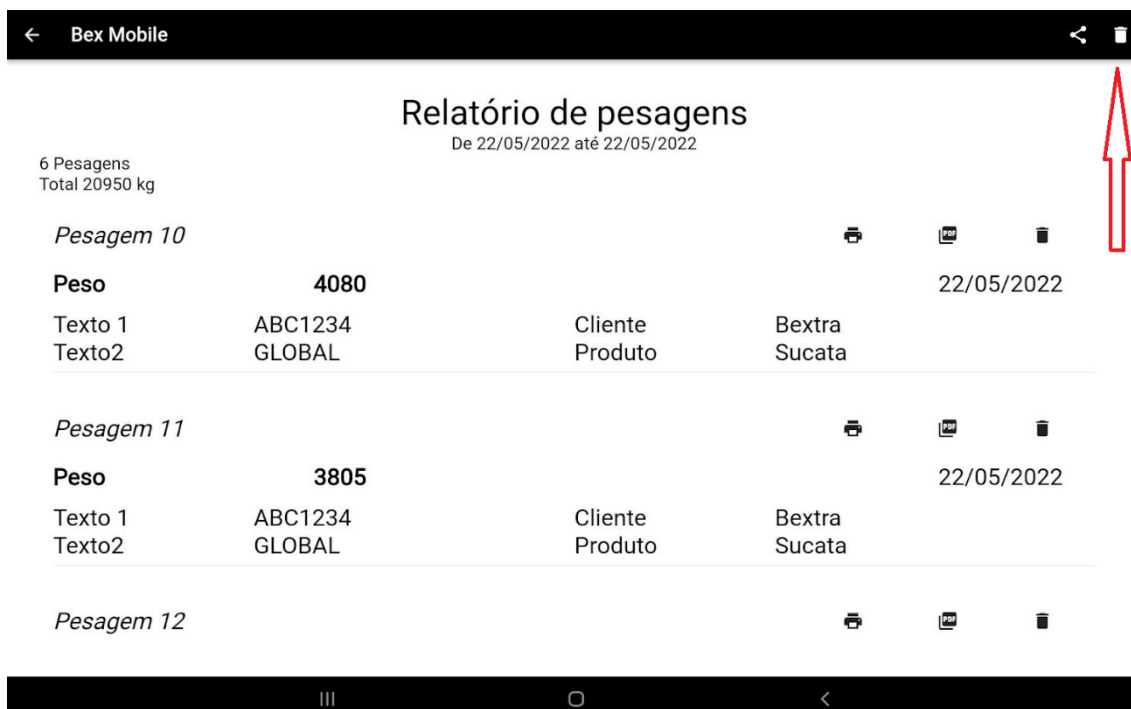 Bex Mobile
Relatório de pesagens
De 22/05/2022 até 22/05/2022
6 Pesagens
Total 20950 kg
Pesagem 10
PDF
Peso 4080 22/05/2022
Texto 1 ABC1234 Cliente Bextra
Texto2 GLOBAL Produto Sucata
Pesagem 11
PDF
Peso 3805 22/05/2022
Texto 1 ABC1234 Cliente Bextra
Texto2 GLOBAL Produto Sucata
Pesagem 12
PDF